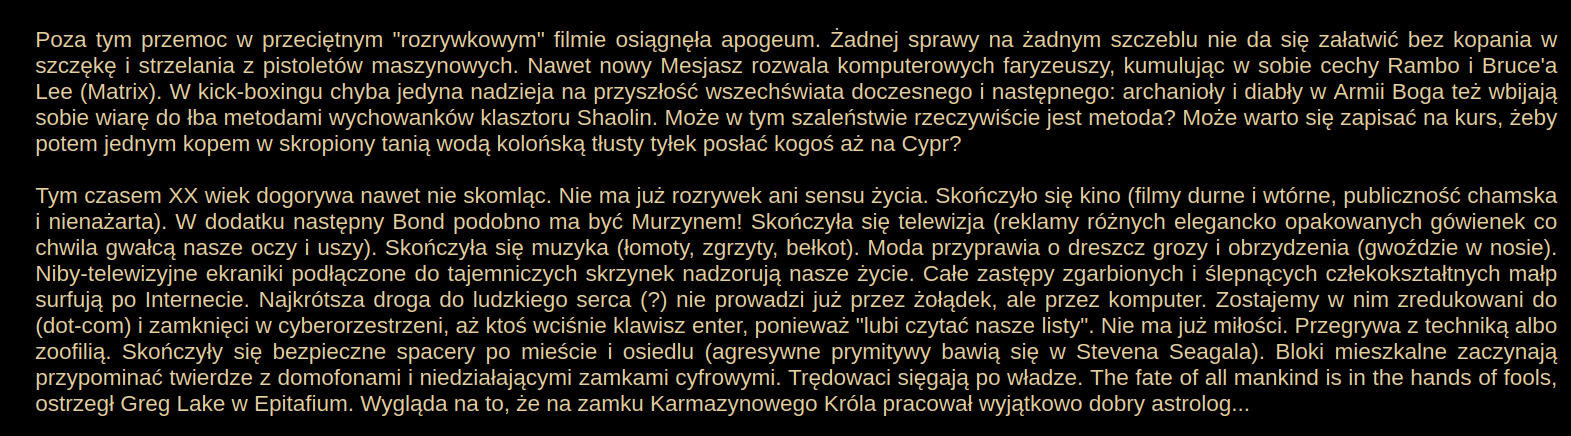 Poza tym przemoc w przeciętnym "rozrywkowym" filmie osiągnęła apogeum. Żadnej sprawy na żadnym szczeblu nie da się załatwić bez kopania w
szczękę i strzelania z pistoletów maszynowych. Nawet nowy Mesjasz rozwala komputerowych faryzeuszy, kumulując w sobie cechy Rambo i Bruce'a
Lee (Matrix). W kick-boxingu chyba jedyna nadzieja na przyszłość wszechświata doczesnego i następnego: archanioły i diabły w Armii Boga też wbijają
sobie wiarę do łba metodami wychowanków klasztoru Shaolin. Może w tym szaleństwie rzeczywiście jest metoda? Może warto się zapisać na kurs, żeby
potem jednym kopem w skropiony tanią wodą kolońską tłusty tyłek posłać kogoś aż na Cypr?

Tym czasem XX wiek dogorywa nawet nie skomląc. Nie ma już rozrywek ani sensu życia. Skończyło się kino (filmy durne i wtórne, publiczność chamska
i nienażarta). W dodatku następny Bond podobno ma być Murzynem! Skończyła się telewizja (reklamy różnych elegancko opakowanych gówienek co
chwila gwałcą nasze oczy i uszy). Skończyła się muzyka (łomoty, zgrzyty, bełkot). Moda przyprawia o dreszcz grozy i obrzydzenia (gwoździe w nosie).
Niby-telewizyjne ekraniki podłączone do tajemniczych skrzynek nadzorują nasze życie. Całe zastępy zgarbionych i ślepnących człekokształtnych małp
surfują po Internecie. Najkrótsza droga do ludzkiego serca (?) nie prowadzi już przez żołądek, ale przez komputer. Zostajemy w nim zredukowani do
(dot-com) i zamknięci w cyberorzestrzeni, aż ktoś wciśnie klawisz enter, ponieważ "lubi czytać nasze listy". Nie ma już miłości. Przegrywa z techniką albo
zoofilią. Skończyły się bezpieczne spacery po mieście i osiedlu (agresywne prymitywy bawią się w Stevena Seagala). Bloki mieszkalne zaczynają
przypominać twierdze z domofonami i niedziałającymi zamkami cyfrowymi. Trędowaci sięgają po władze. The fate of all mankind is in the hands of fools,
ostrzegł Greg Lake w Epitafium. Wygląda na to, że na zamku Karmazynowego Króla pracował wyjątkowo dobry astrolog...